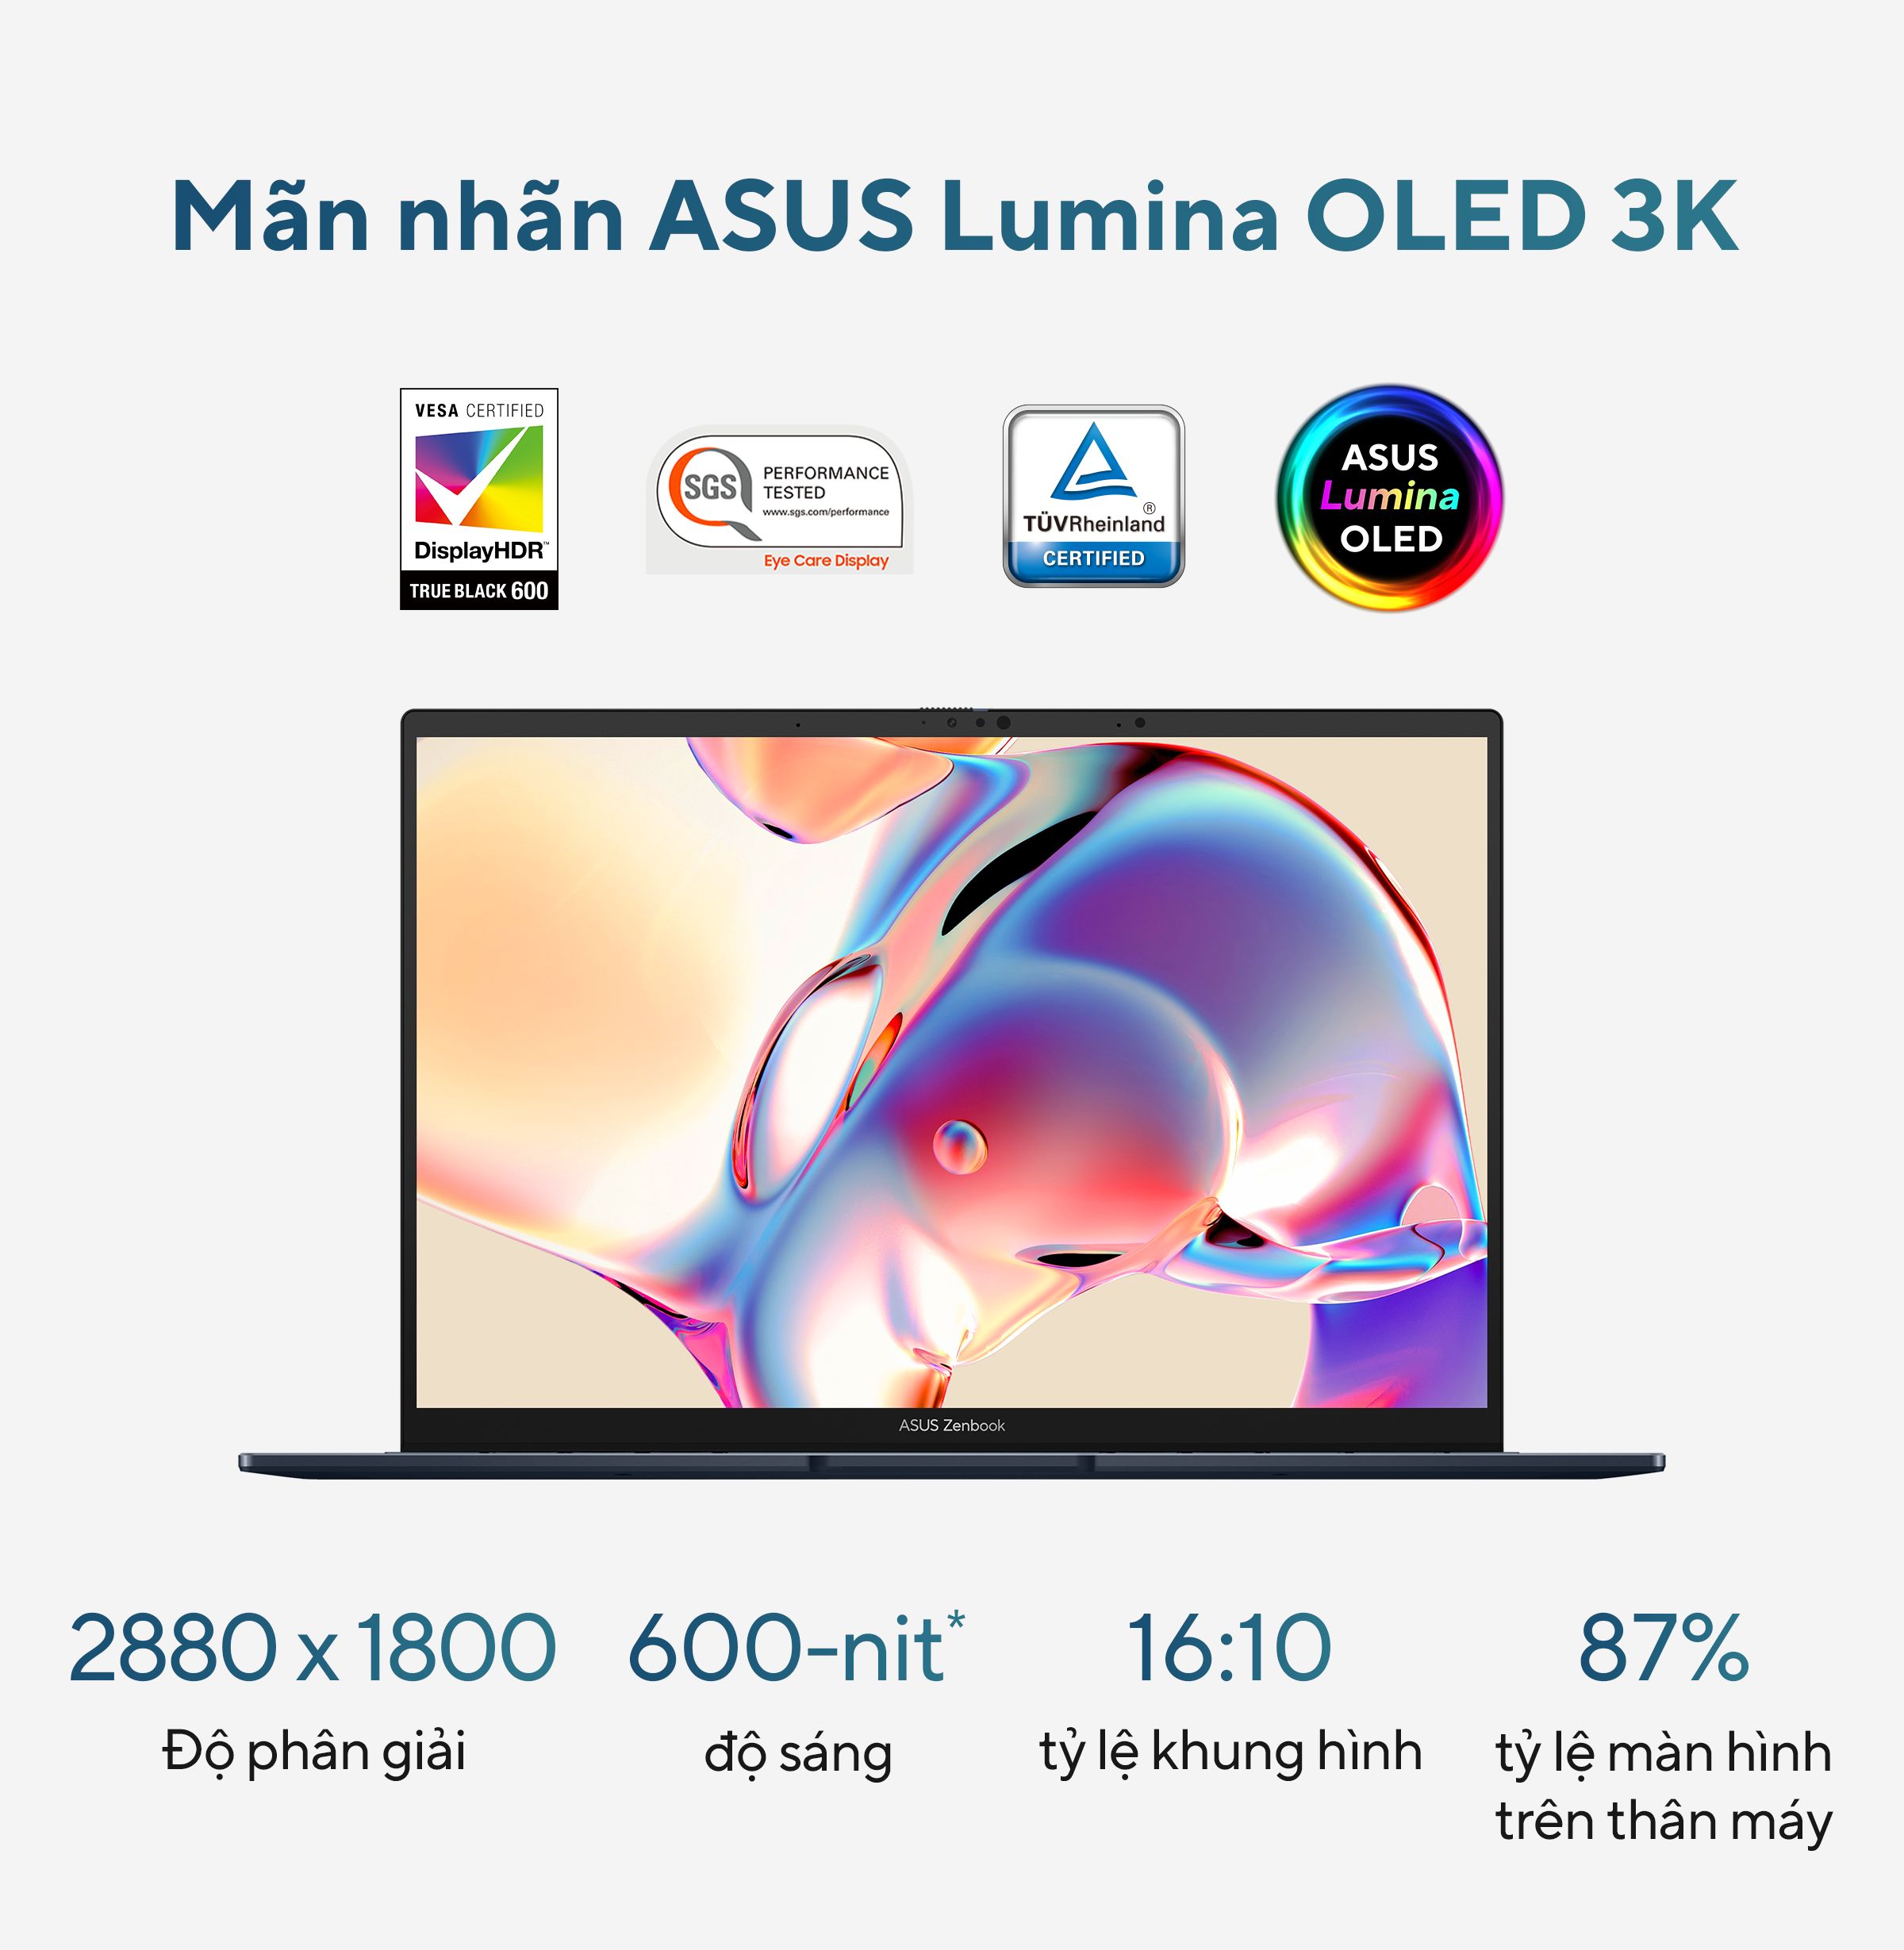 Mãn nhãn ASUS Lumina OLED 3K
VESA CERTIFIED
DisplayHDR™
TRUE BLACK 600
SGS
PERFORMANCE
TESTED
www.sgs.com/performance
Eye Care Display
TÜVRheinland®
CERTIFIED
ASUS
Lumina
OLED
ASUS Zenbook
2880 x 1800
Độ phân giải
600-nit*
độ sáng
16:10
tỷ lệ khung hình
87%
tỷ lệ màn hình
trên thân máy